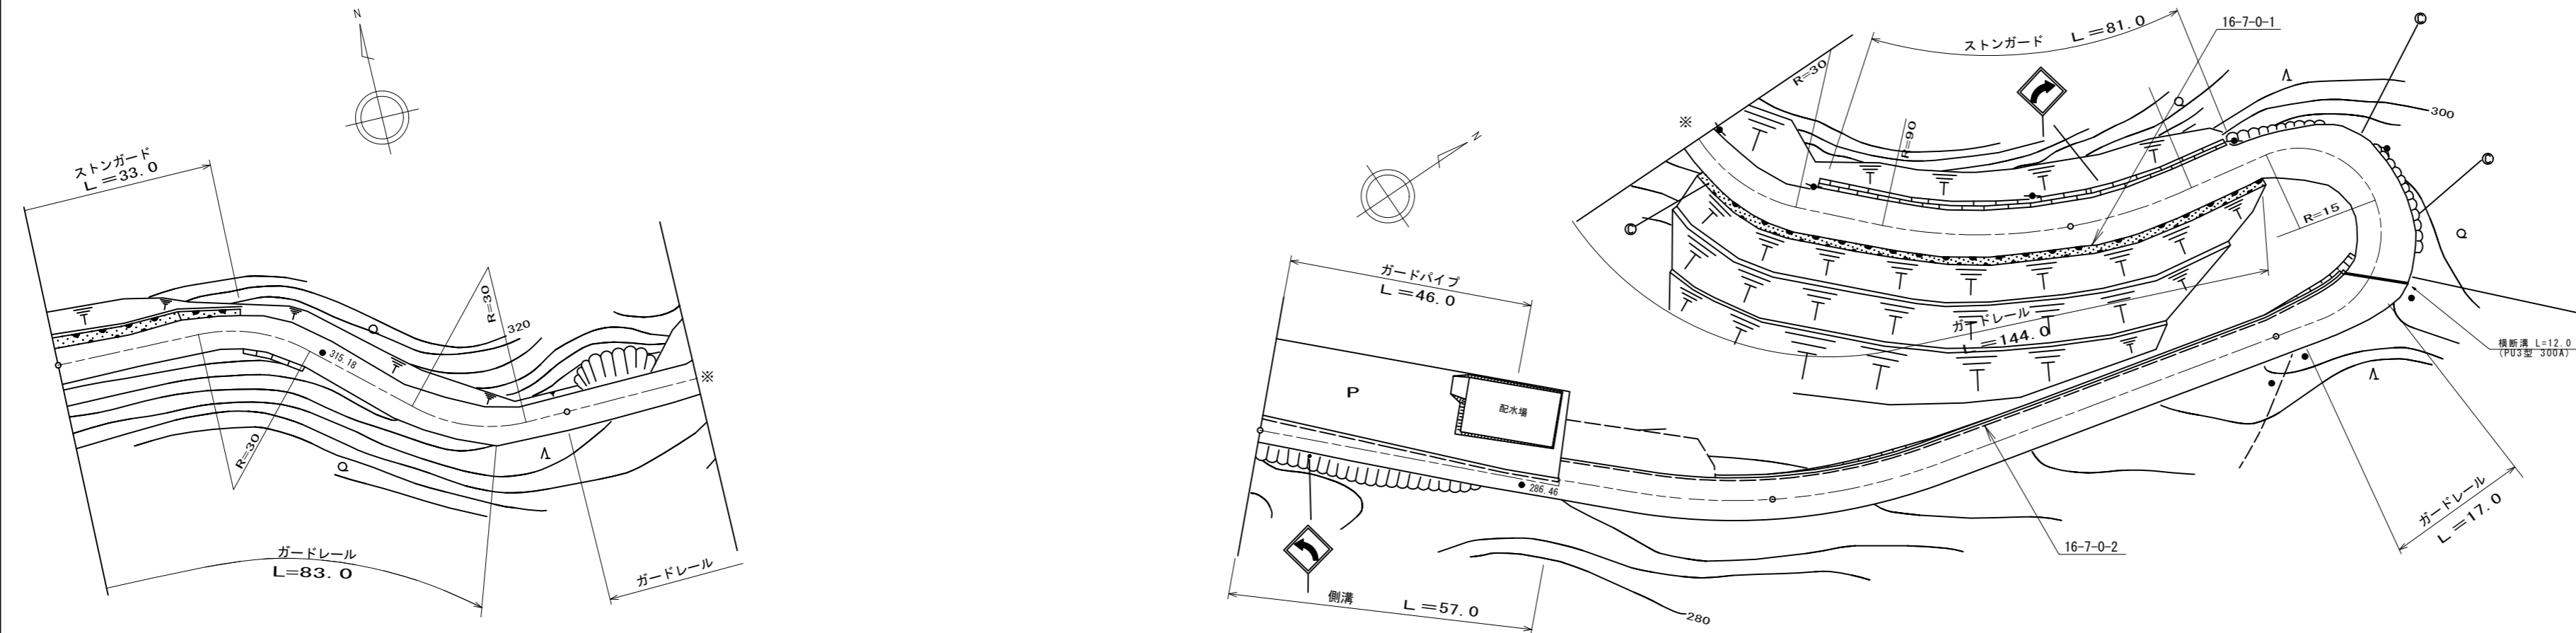 N
ストンガード
L=33.0
R=30
320
315.18
R=30
※
ガードレール
L=83.0
ガードレール
N
ストンガード L=81.0
16-7-0-1
R=30
※
R=90
300
C
C
C
R=15
ガードパイプ
L=46.0
ガードレール
L=144.0
横断溝 L=12.0
(PU3型 300A)
P
配水場
286.46
ガードレール
L=17.0
16-7-0-2
側溝 L=57.0
280